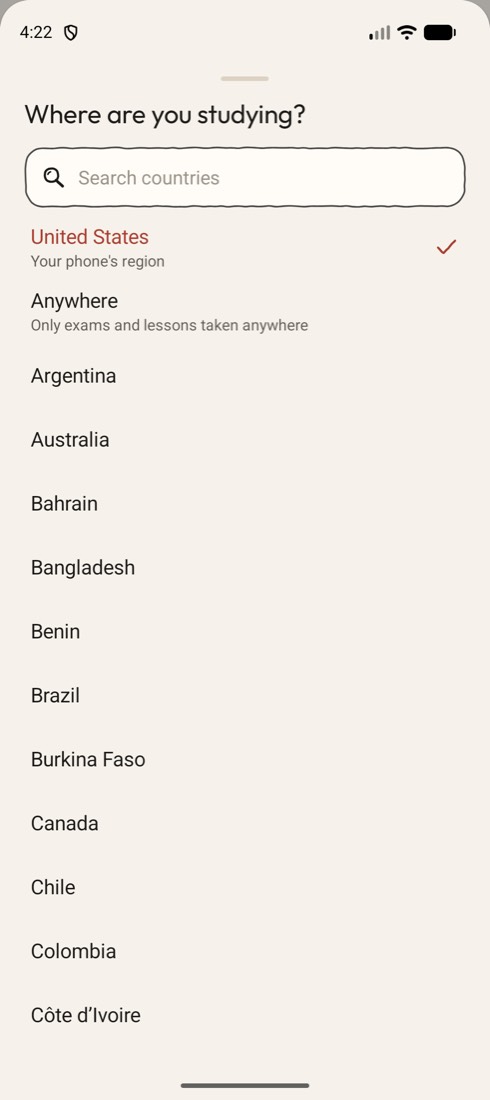 4:22
Where are you studying?
Search countries
United States
Your phone's region
Anywhere
Only exams and lessons taken anywhere
Argentina
Australia
Bahrain
Bangladesh
Benin
Brazil
Burkina Faso
Canada
Chile
Colombia
Côte d’Ivoire